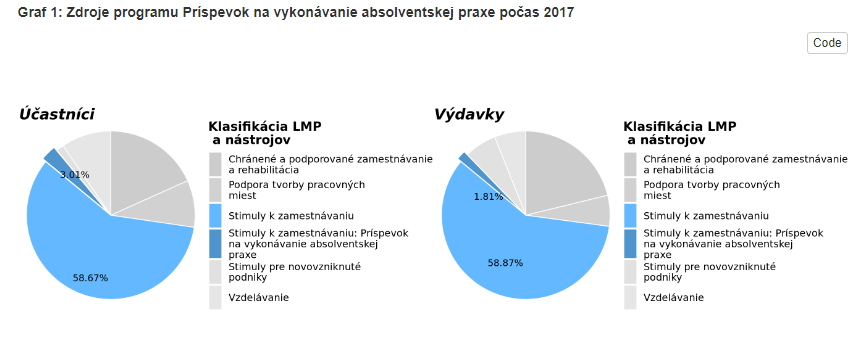 Graf 1: Zdroje programu Príspevok na vykonávanie absolventskej praxe počas 2017
Code
Účastníci
3.01%
58.67%
Klasifikácia LMP
a nástrojov
Chránené a podporované zamestnávanie
a rehabilitácia
Podpora tvorby pracovných
miest
Stimuly k zamestnávaniu
Stimuly k zamestnávaniu: Príspevok
na vykonávanie absolventskej
praxe
Stimuly pre novovzniknuté
podniky
Vzdelávanie
Výdavky
1.81%
58.87%
Klasifikácia LMP
a nástrojov
Chránené a podporované zamestnávanie
a rehabilitácia
Podpora tvorby pracovných
miest
Stimuly k zamestnávaniu
Stimuly k zamestnávaniu: Príspevok
na vykonávanie absolventskej
praxe
Stimuly pre novovzniknuté
podniky
Vzdelávanie